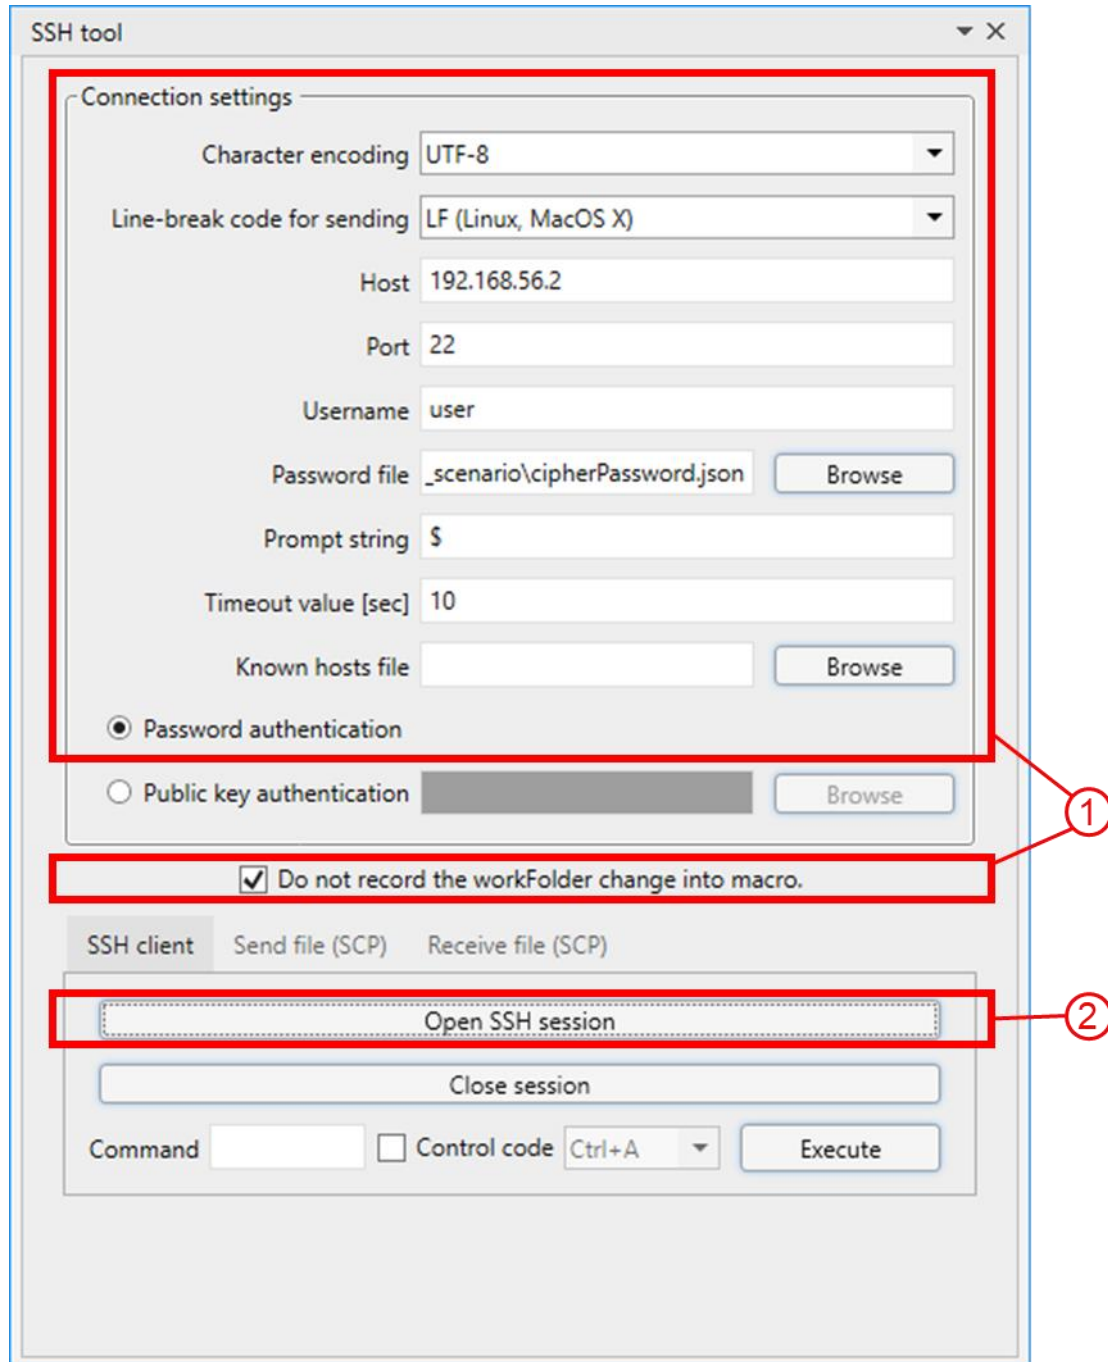 SSH tool
Connection settings
Character encoding UTF-8
Line-break code for sending LF (Linux, MacOS X)
Host 192.168.56.2
Port 22
Username user
Password file _scenario\cipherPassword.json Browse
Prompt string $
Timeout value [sec] 10
Known hosts file Browse
Password authentication
Public key authentication Browse
1
Do not record the workFolder change into macro.
SSH client Send file (SCP) Receive file (SCP)
Open SSH session 2
Close session
Command Control code Ctrl+A Execute